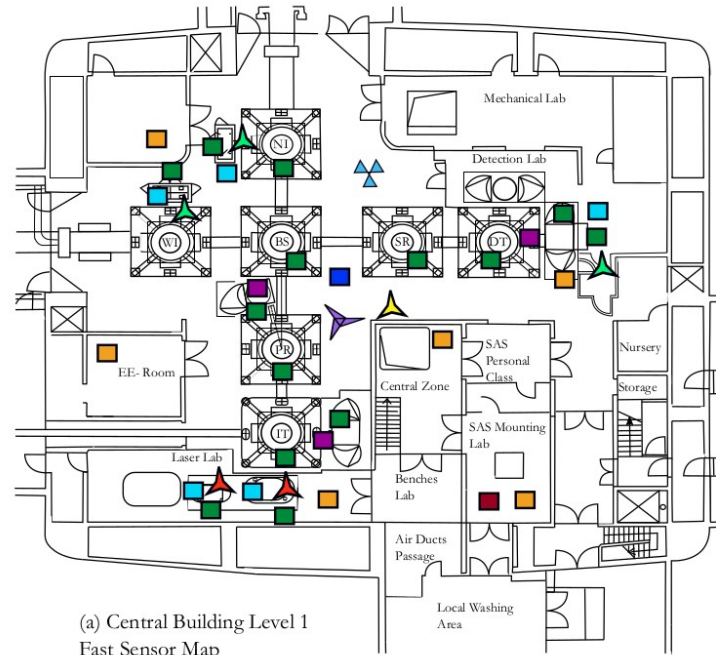 Mechanical Lab
NI
Detection Lab
WI
BS
SR
DT
PR
EE- Room
Central Zone
SAS
Personal
Class
Nursery
Storage
IT
SAS Mounting
Lab
Laser Lab
Benches
Lab
Air Ducts
Passage
Local Washing
Area
(a) Central Building Level 1
Fast Sensor Map